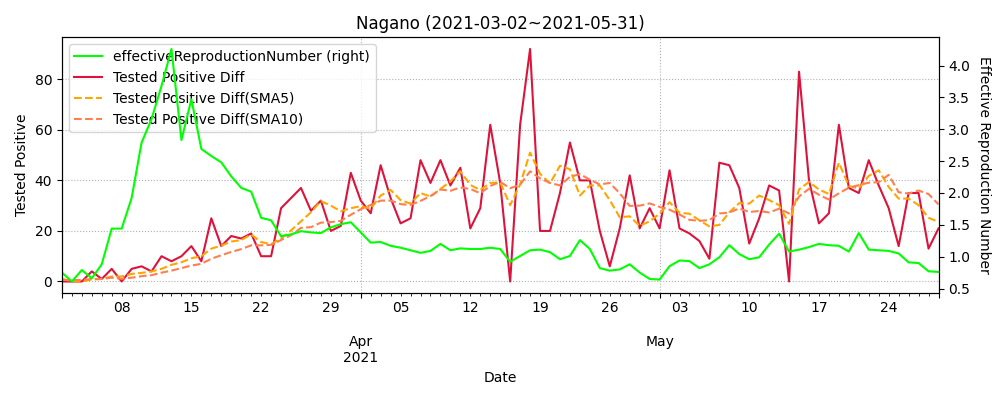 Nagano (2021-03-02~2021-05-31)
effectiveReproductionNumber (right)
Tested Positive Diff
Tested Positive Diff(SMA5)
Tested Positive Diff(SMA10)
Tested Positive
80
60
40
20
0
Effective Reproduction Number
4.0
3.5
3.0
2.5
2.0
1.5
1.0
0.5
08 15 22 29 05 12 19 26 03 10 17 24
Apr May
2021
Date